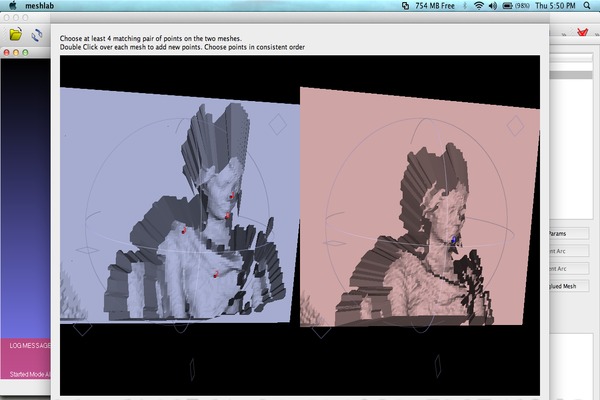 meshlab
754 MB Free
(98%)
Thu 5:50 PM
Choose at least 4 matching pair of points on the two meshes.
Double Click over each mesh to add new points. Choose points in consistent order
Params
ent Arc
ent Arc
glued Mesh
LOG MESSAGE
Started Mode Al